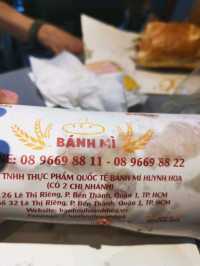 BÁNH MÌ
E: 08 9669 88 11 - 08 9669 88 22
TNHH THỰC PHẨM QUỐC TẾ BÁNH MÌ HUỲNH HOA
(CÓ 2 CHI NHÁNH)
26 Lê Thị Riêng, P. Bến Thành, Quận 1, TP. HCM
32 Lê Thị Riêng, P. Bến Thành, Quận 1, TP. HCM
Website: